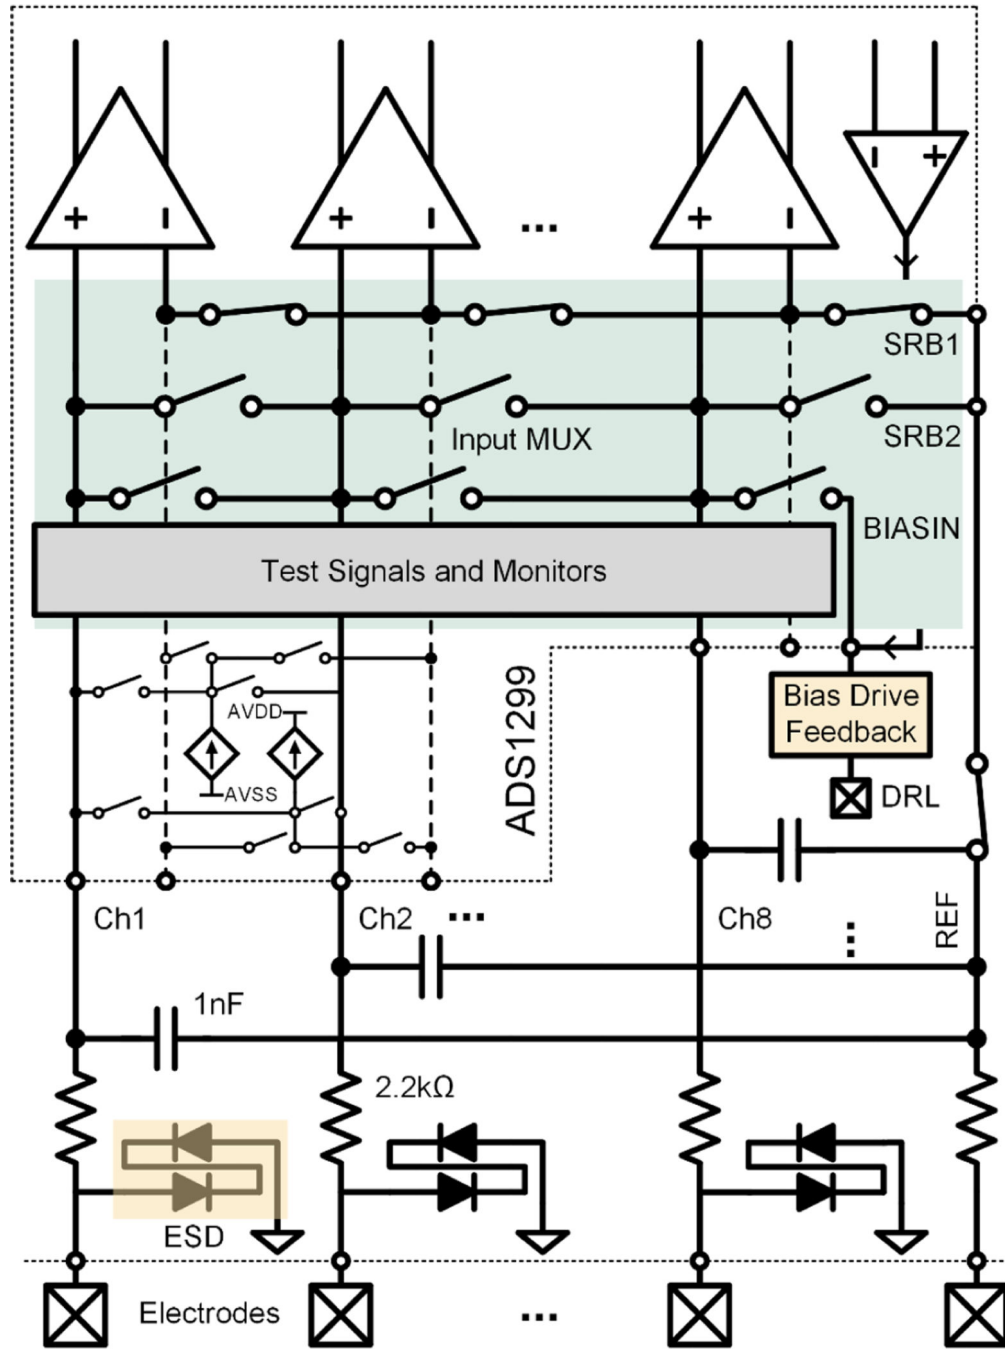 + − + − ... + − − +
SRB1
Input MUX
SRB2
BIASIN
Test Signals and Monitors
AVDD
AVSS
ADS1299
Bias Drive
Feedback
DRL
Ch1
Ch2
...
Ch8
...
REF
1nF
2.2kΩ
ESD
Electrodes
...